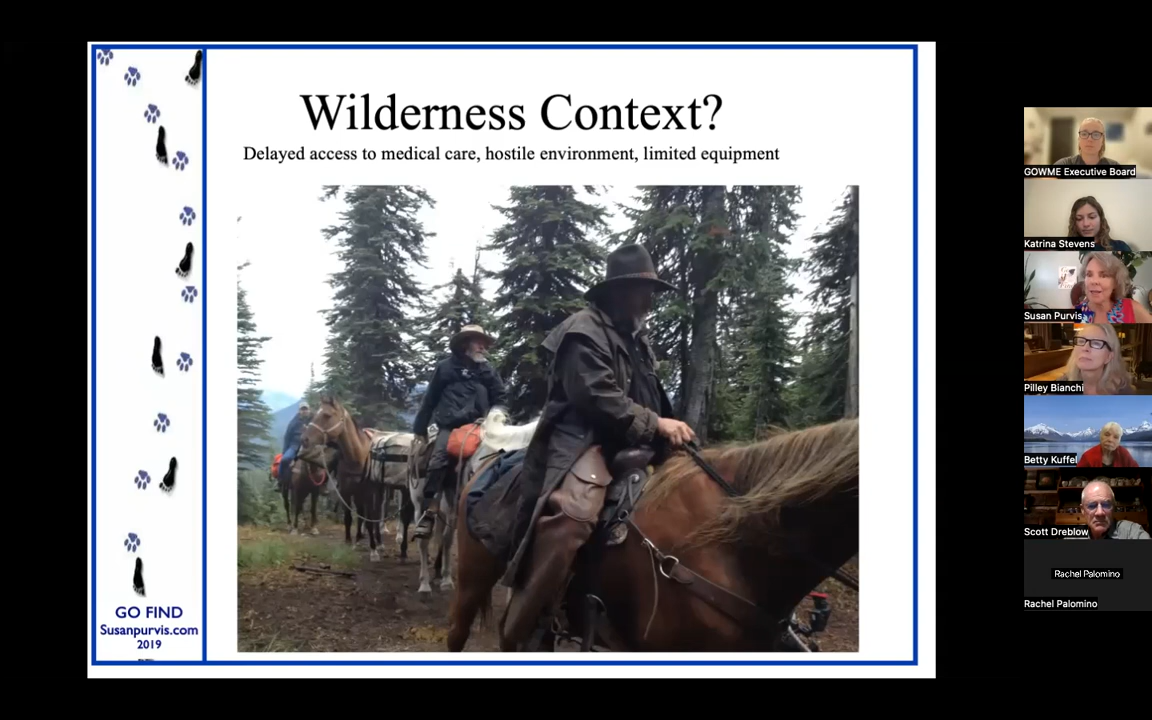 Wilderness Context?
Delayed access to medical care, hostile environment, limited equipment
GO FIND
Susanpurvis.com
2019
GOWME Executive Board
Katrina Stevens
Susan Purvis
Pilley Bianchi
Betty Kuffel
Scott Dreblow
Rachel Palomino
Rachel Palomino